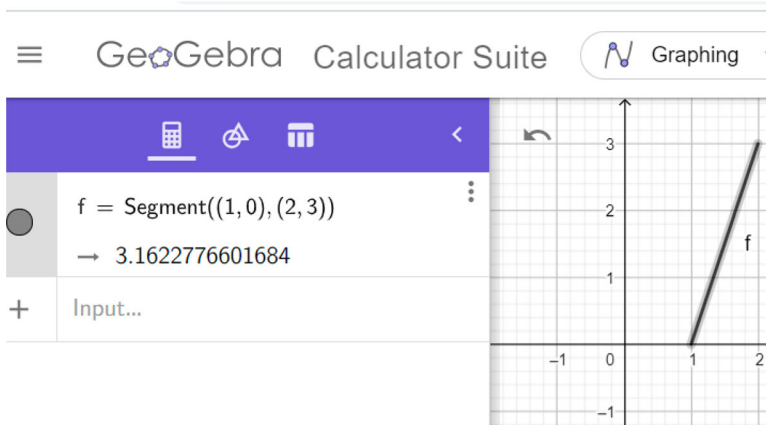 GeoGebra Calculator Suite Graphing
f = Segment((1, 0), (2, 3))
→ 3.1622776601684
+ Input...
3
2
f
1
−1 0 1 2
−1